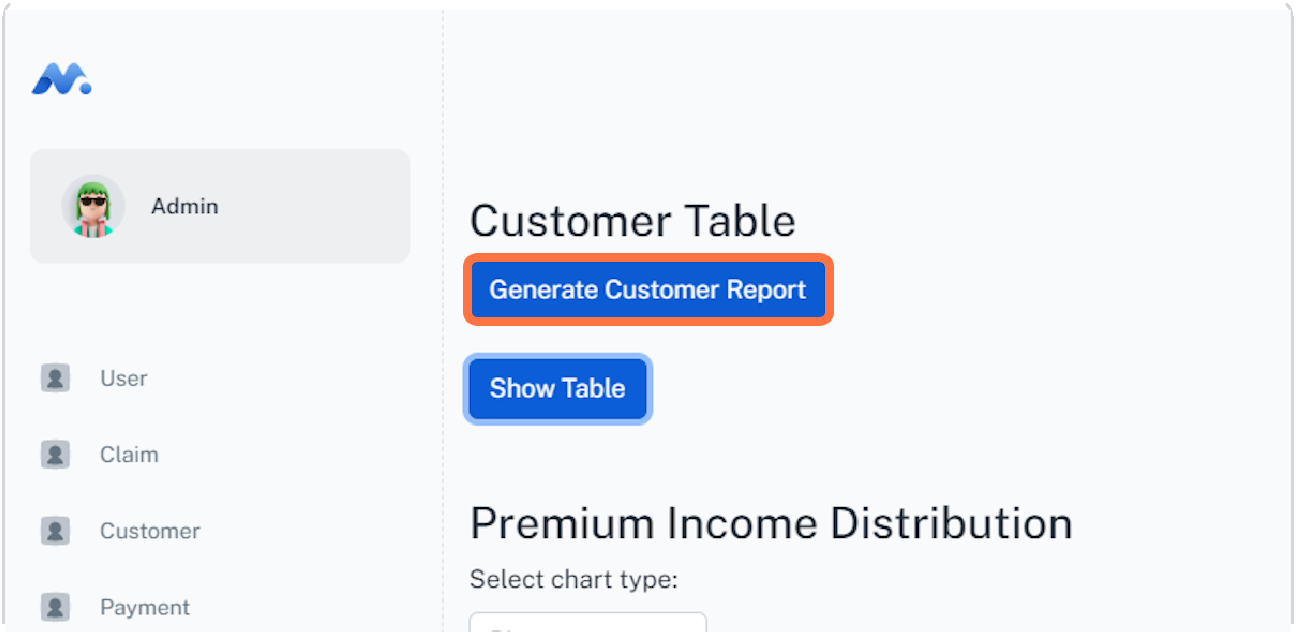 Admin
User
Claim
Customer
Payment
Customer Table
Generate Customer Report
Show Table
Premium Income Distribution
Select chart type: